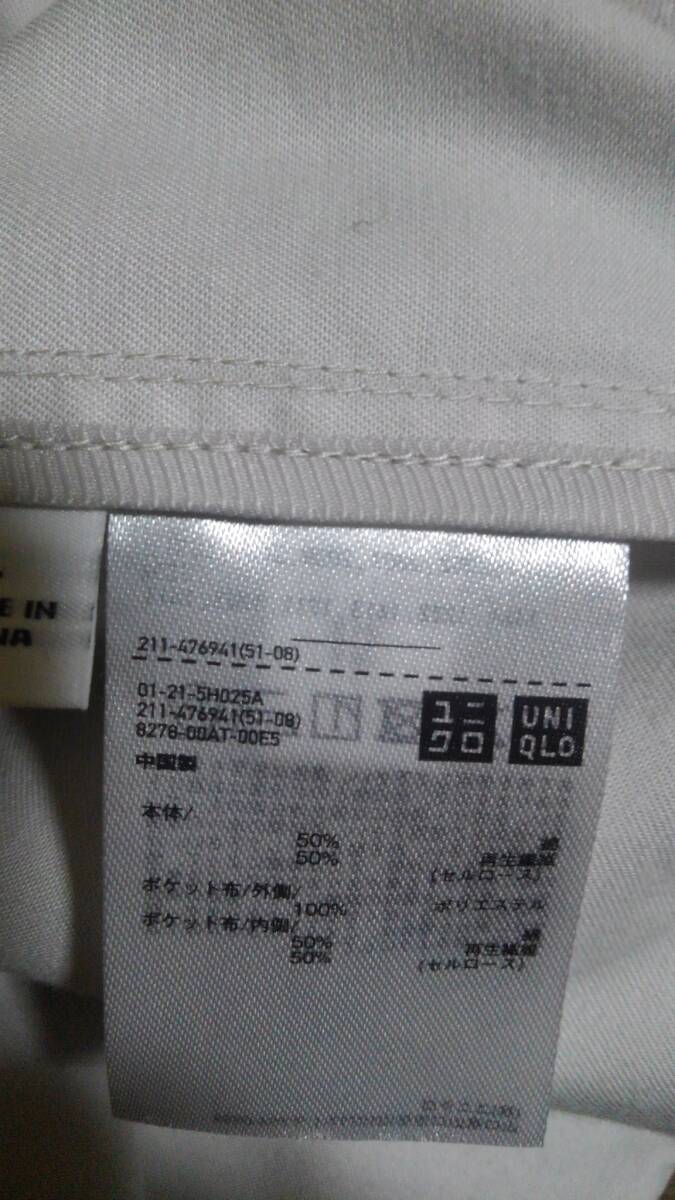 E IN
NA
211-476941(51-08)
01-21-5H025A
211-476941(51-08)
8278-00AT-00E5
ユニ
クロ
UNI
QLO
中国製
本体/
50% 綿
50% 再生繊維
(セルロース)
ポケット布/外側/
100% ポリエステル
ポケット布/内側/
50% 綿
50% 再生繊維
(セルロース)